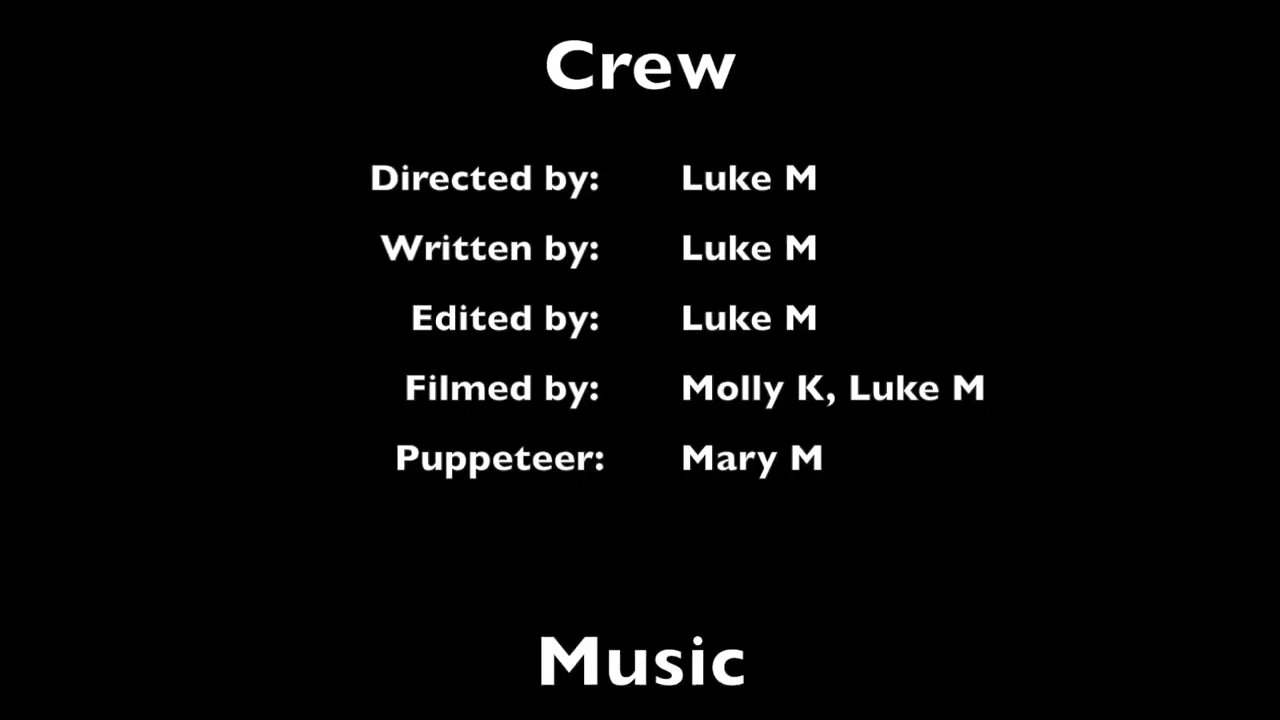 Crew
Directed by: Luke M
Written by: Luke M
Edited by: Luke M
Filmed by: Molly K, Luke M
Puppeteer: Mary M
Music